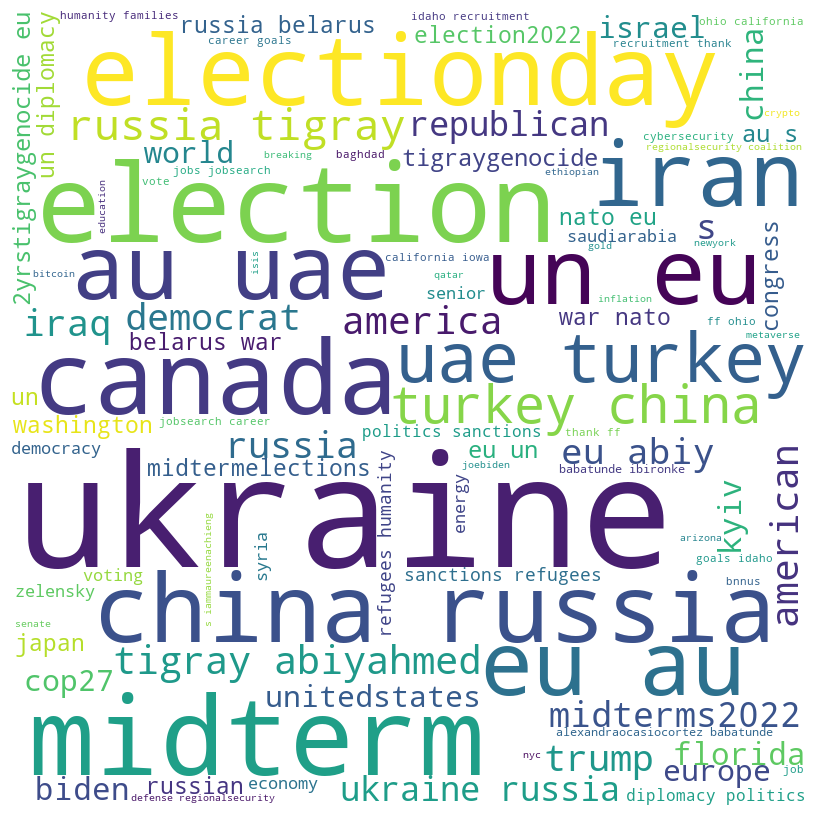 humanity families
idaho recruitment
ohio california
russia belarus
career goals
electionday
election2022
israel
recruitment thank
2yrstigraygenocide eu
un diplomacy
china
crypto
russia tigray
republican
cybersecurity
au s
regionalsecurity coalition
world
breaking
baghdad
tigraygenocide
iran
jobs jobsearch
ethiopian
vote
education
election
nato eu
s
saudiarabia
newyork
gold
congress
au uae
isis
california iowa
un eu
bitcoin
qatar
senior
inflation
iraq
democrat
america
war nato
ff ohio
metaverse
belarus war
canada
uae turkey
un
turkey china
washington
jobsearch career
politics sanctions
thank ff
democracy
russia
eu un
eu abiy
midtermelections
joebiden
babatunde ibironke
american
ukraine
refugees humanity
energy
kyiv
s iammaureenachieng
syria
arizona
goals idaho
voting
sanctions refugees
bnnus
zelensky
china russia
senate
japan
tigray abiyahmed
eu au
cop27
unitedstates
midterms2022
midterm
alexandraocasiocortez babatunde
nyc
trump
florida
europe
job
biden
russian
economy
defense regionalsecurity
ukraine russia
diplomacy politics